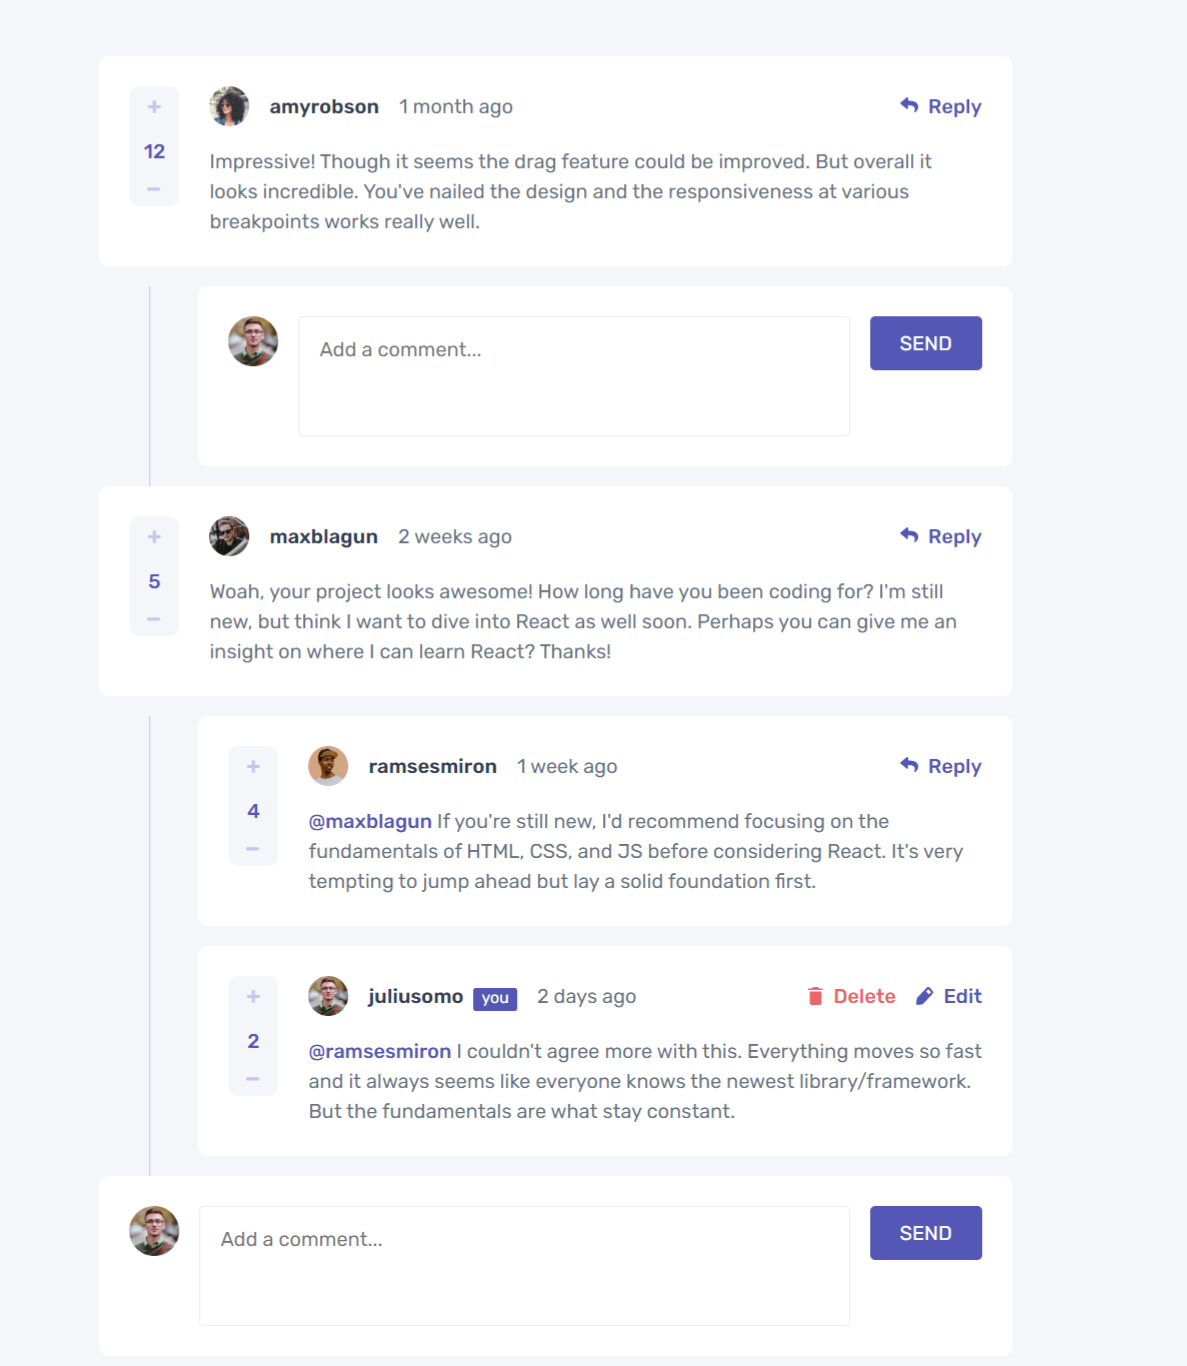 +
amyrobson 1 month ago Reply
12
Impressive! Though it seems the drag feature could be improved. But overall it
looks incredible. You've nailed the design and the responsiveness at various
breakpoints works really well.
Add a comment...
SEND
+
maxblagun 2 weeks ago Reply
5
Woah, your project looks awesome! How long have you been coding for? I'm still
new, but think I want to dive into React as well soon. Perhaps you can give me an
insight on where I can learn React? Thanks!
+
ramsesmiron 1 week ago Reply
4
@maxblagun If you're still new, I'd recommend focusing on the
fundamentals of HTML, CSS, and JS before considering React. It's very
tempting to jump ahead but lay a solid foundation first.
+
juliusomo you 2 days ago Delete Edit
2
@ramsesmiron I couldn't agree more with this. Everything moves so fast
and it always seems like everyone knows the newest library/framework.
But the fundamentals are what stay constant.
Add a comment...
SEND